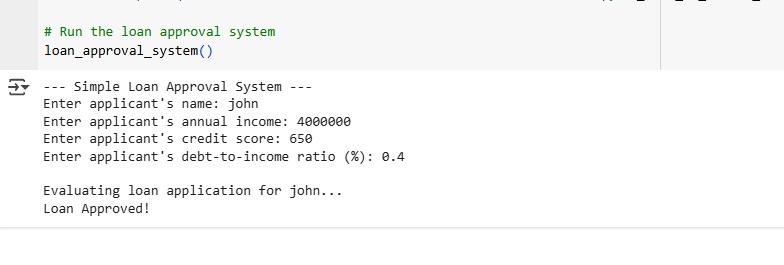 # Run the loan approval system
loan_approval_system()
--- Simple Loan Approval System ---
Enter applicant's name: john
Enter applicant's annual income: 4000000
Enter applicant's credit score: 650
Enter applicant's debt-to-income ratio (%): 0.4
Evaluating loan application for john...
Loan Approved!